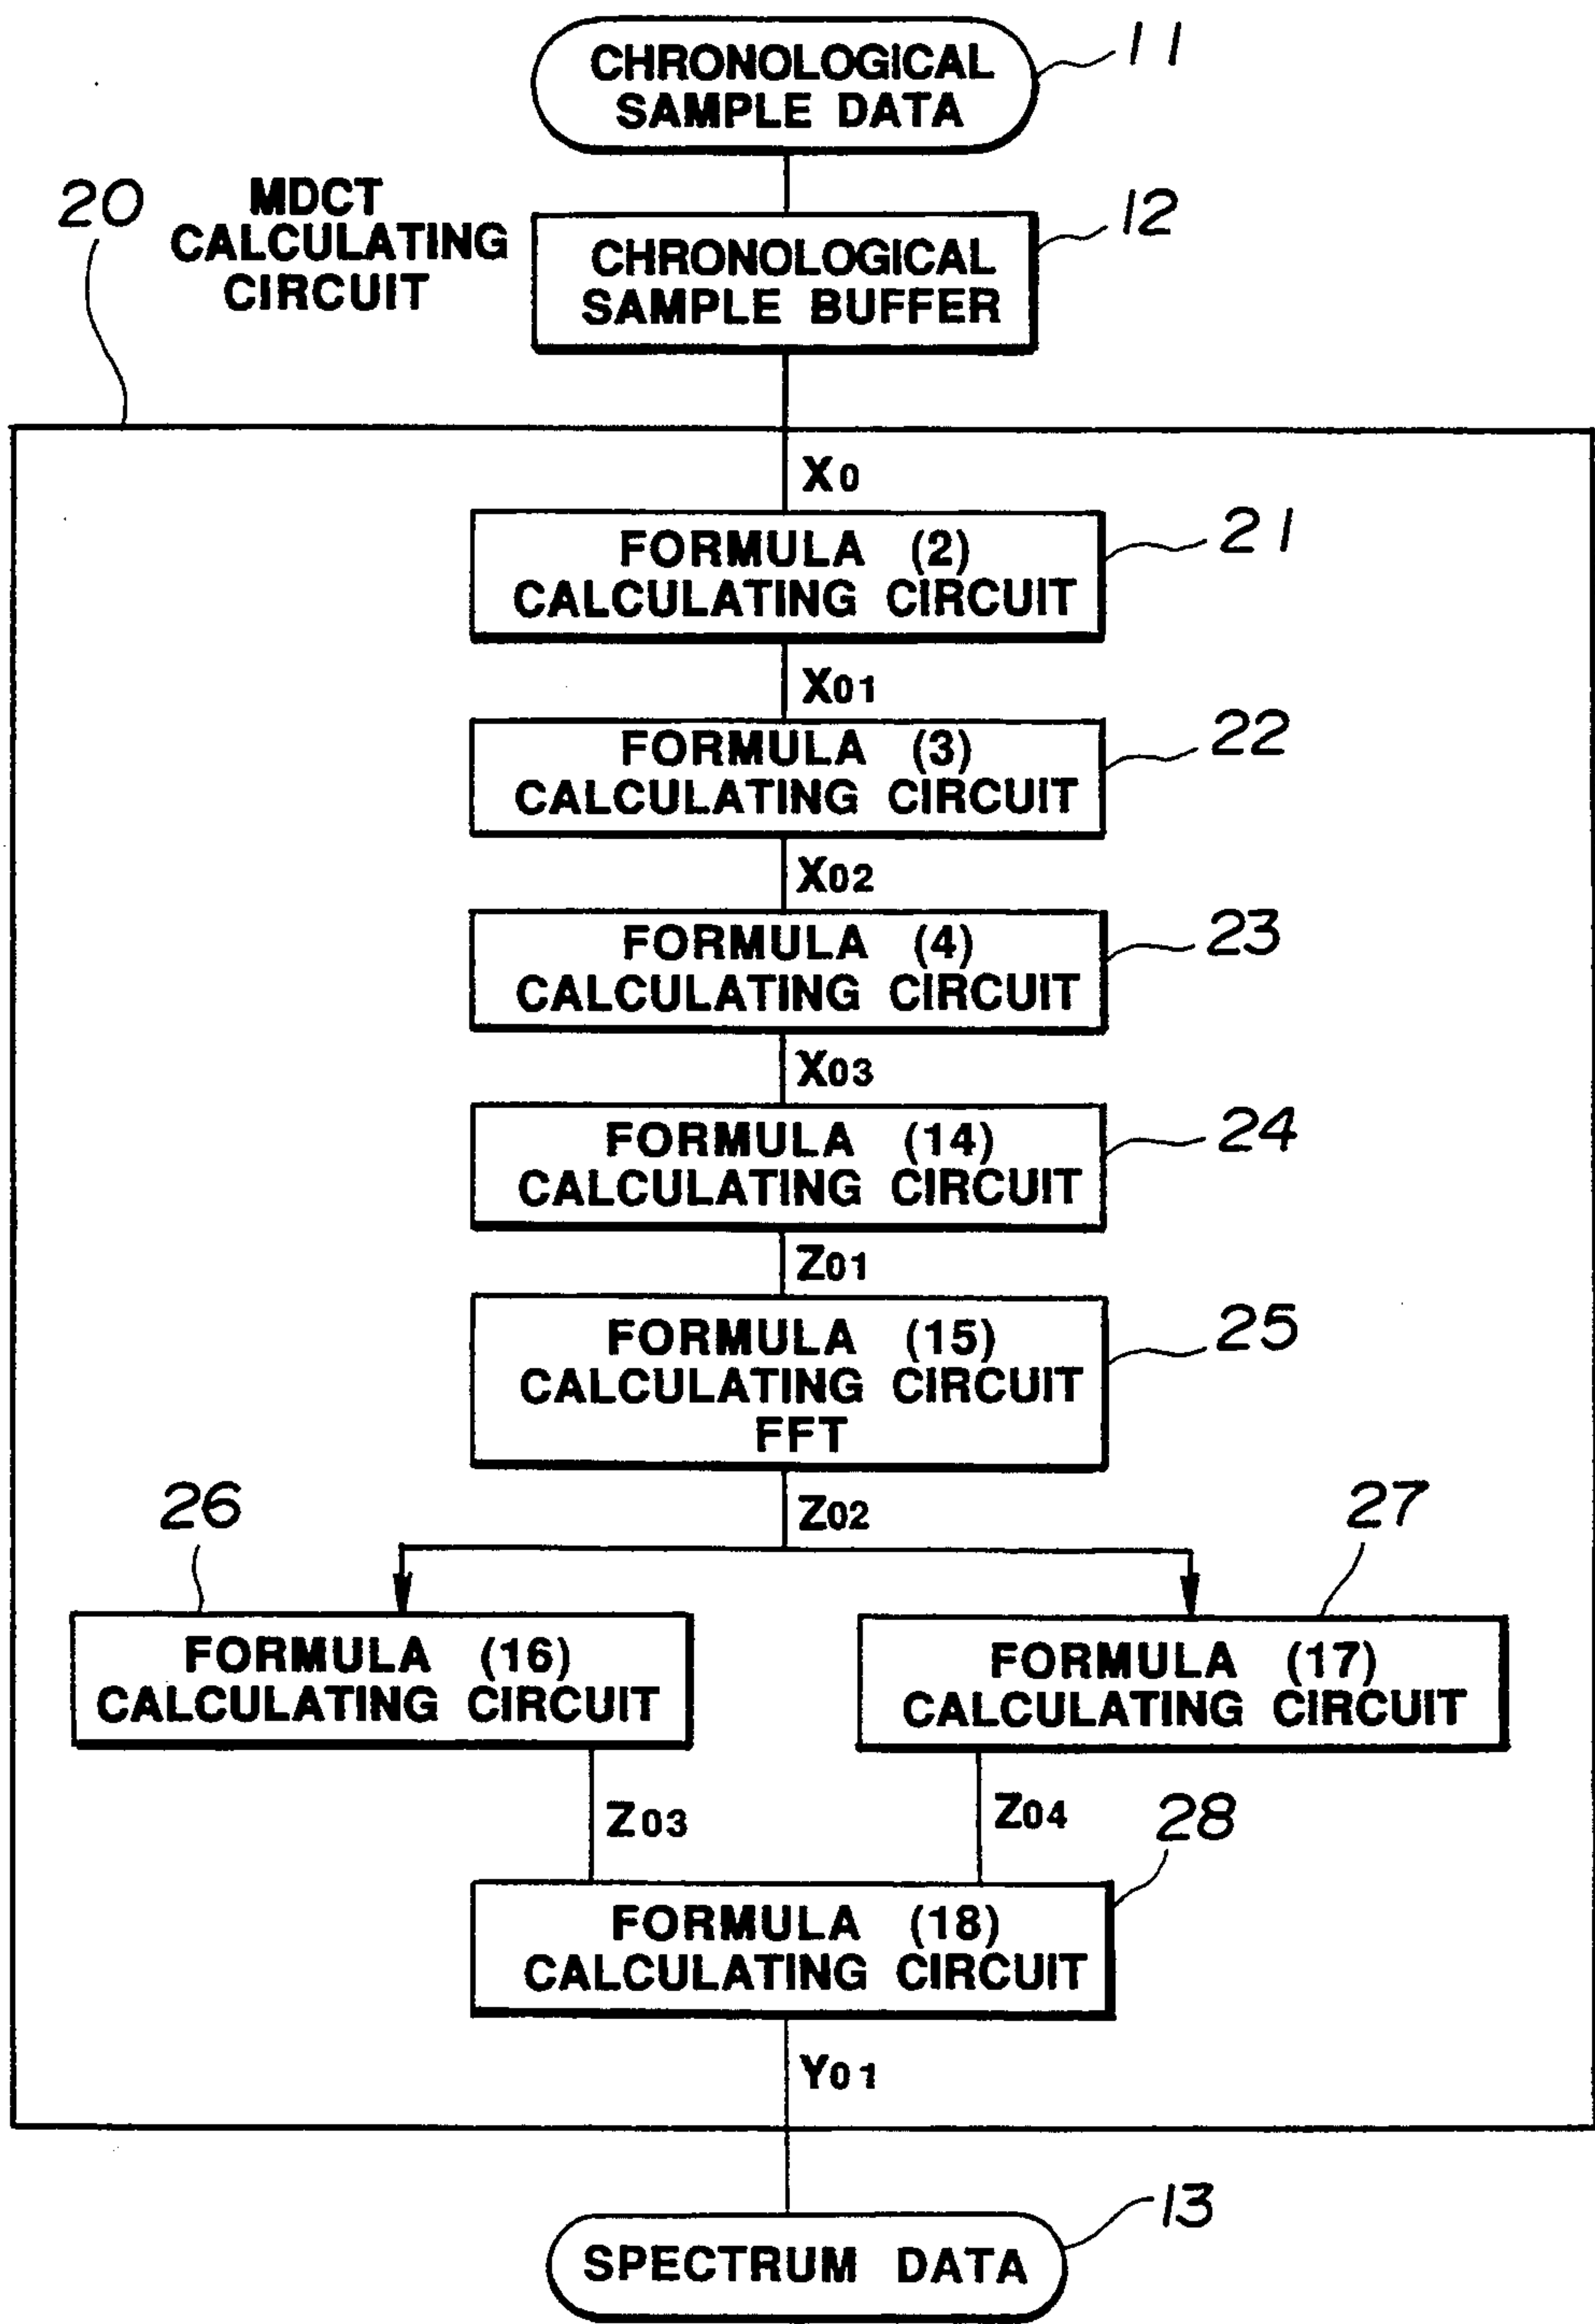 CHRONOLOGICAL
SAMPLE DATA
11
20
MDCT
CALCULATING
CIRCUIT
CHRONOLOGICAL
SAMPLE BUFFER
12
X0
FORMULA (2)
CALCULATING CIRCUIT
21
X01
FORMULA (3)
CALCULATING CIRCUIT
22
X02
FORMULA (4)
CALCULATING CIRCUIT
23
X03
FORMULA (14)
CALCULATING CIRCUIT
24
Z01
FORMULA (15)
CALCULATING CIRCUIT
FFT
25
Z02
26
27
FORMULA (16)
CALCULATING CIRCUIT
FORMULA (17)
CALCULATING CIRCUIT
Z03
Z04
28
FORMULA (18)
CALCULATING CIRCUIT
Y01
13
SPECTRUM DATA